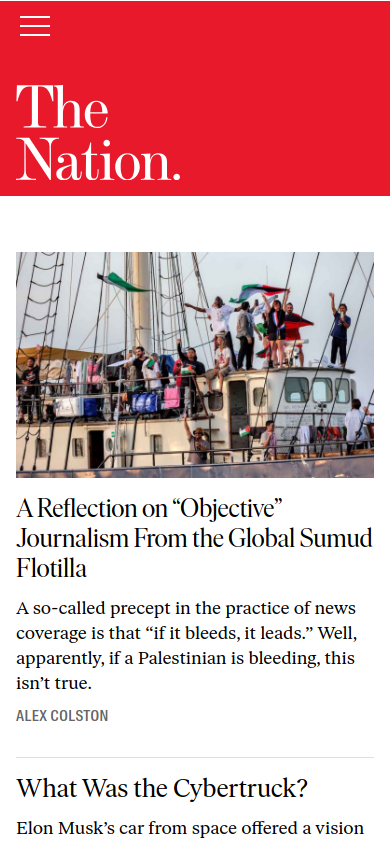 The
Nation.
A Reflection on “Objective”
Journalism From the Global Sumud
Flotilla
A so-called precept in the practice of news
coverage is that “if it bleeds, it leads.” Well,
apparently, if a Palestinian is bleeding, this
isn’t true.
ALEX COLSTON
What Was the Cybertruck?
Elon Musk’s car from space offered a vision